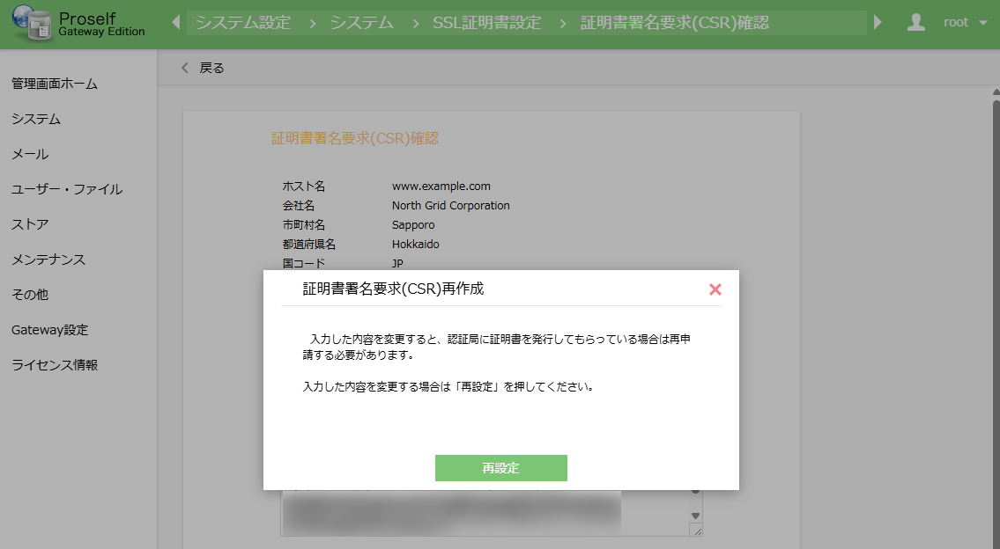 Proself
Gateway Edition
システム設定 › システム › SSL証明書設定 › 証明書署名要求(CSR)確認
root
戻る
管理画面ホーム
システム
メール
ユーザー・ファイル
ストア
メンテナンス
その他
Gateway設定
ライセンス情報
証明書署名要求(CSR)確認
ホスト名 www.example.com
会社名 North Grid Corporation
市町村名 Sapporo
都道府県名 Hokkaido
国コード JP
証明書署名要求(CSR)再作成
入力した内容を変更すると、認証局に証明書を発行してもらっている場合は再申
請する必要があります。
入力した内容を変更する場合は「再設定」を押してください。
再設定